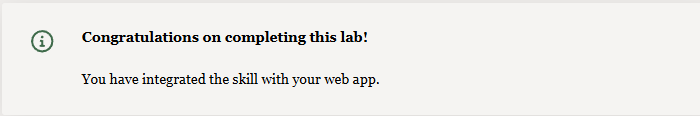 Congratulations on completing this lab!
You have integrated the skill with your web app.